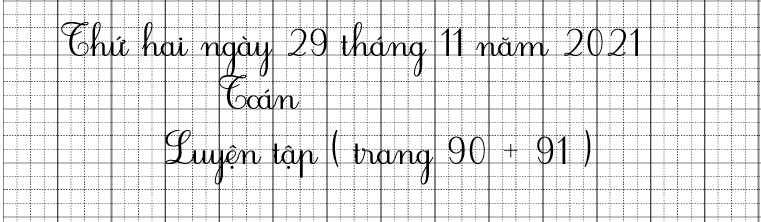 Thứ hai ngày 29 tháng 11 năm 2021
Toán
Luyện tập ( trang 90 + 91 )